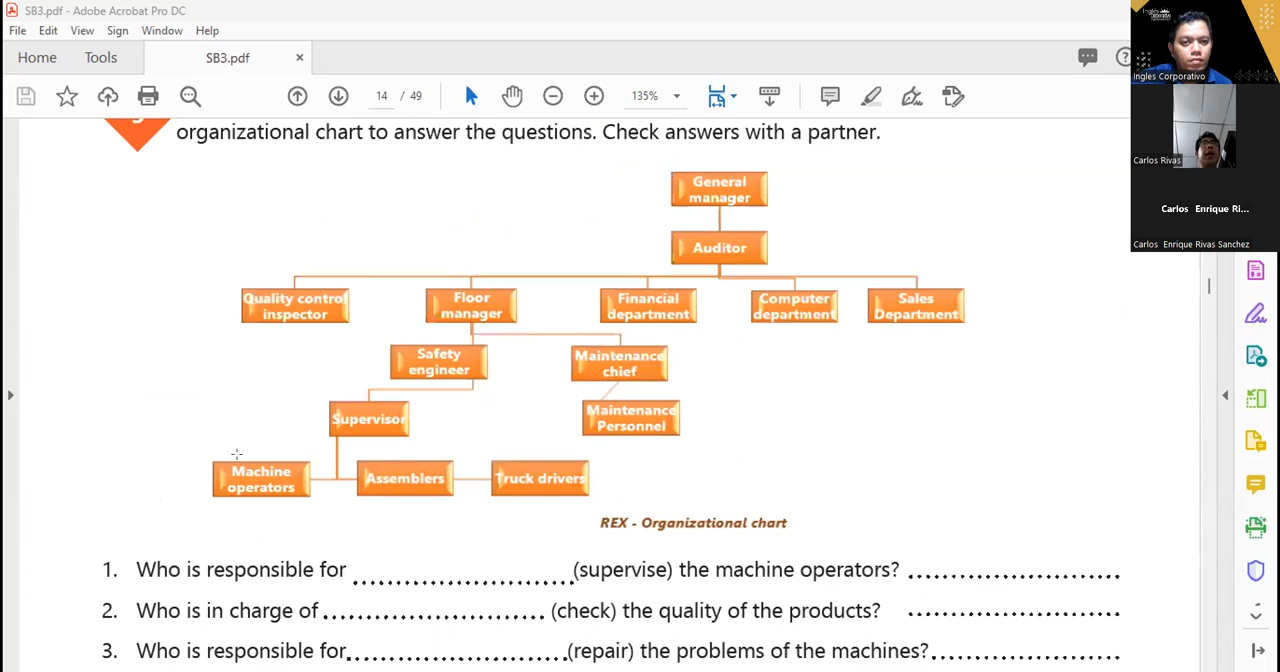 SB3.pdf - Adobe Acrobat Pro DC
File Edit View Sign Window Help
Home Tools SB3.pdf ×
14 / 49 135%
organizational chart to answer the questions. Check answers with a partner.
General
manager
Auditor
Quality control
inspector
Floor
manager
Financial
department
Computer
department
Sales
Department
Safety
engineer
Maintenance
chief
Supervisor
Maintenance
Personnel
Machine
operators
Assemblers
Truck drivers
REX - Organizational chart
1. Who is responsible for ........................ (supervise) the machine operators? ........................
2. Who is in charge of ........................ (check) the quality of the products? ........................
3. Who is responsible for ........................ (repair) the problems of the machines? ........................
Inglés Corporativo
Ingles Corporativo
Carlos Rivas
Carlos Enrique Ri...
Carlos Enrique Rivas Sanchez